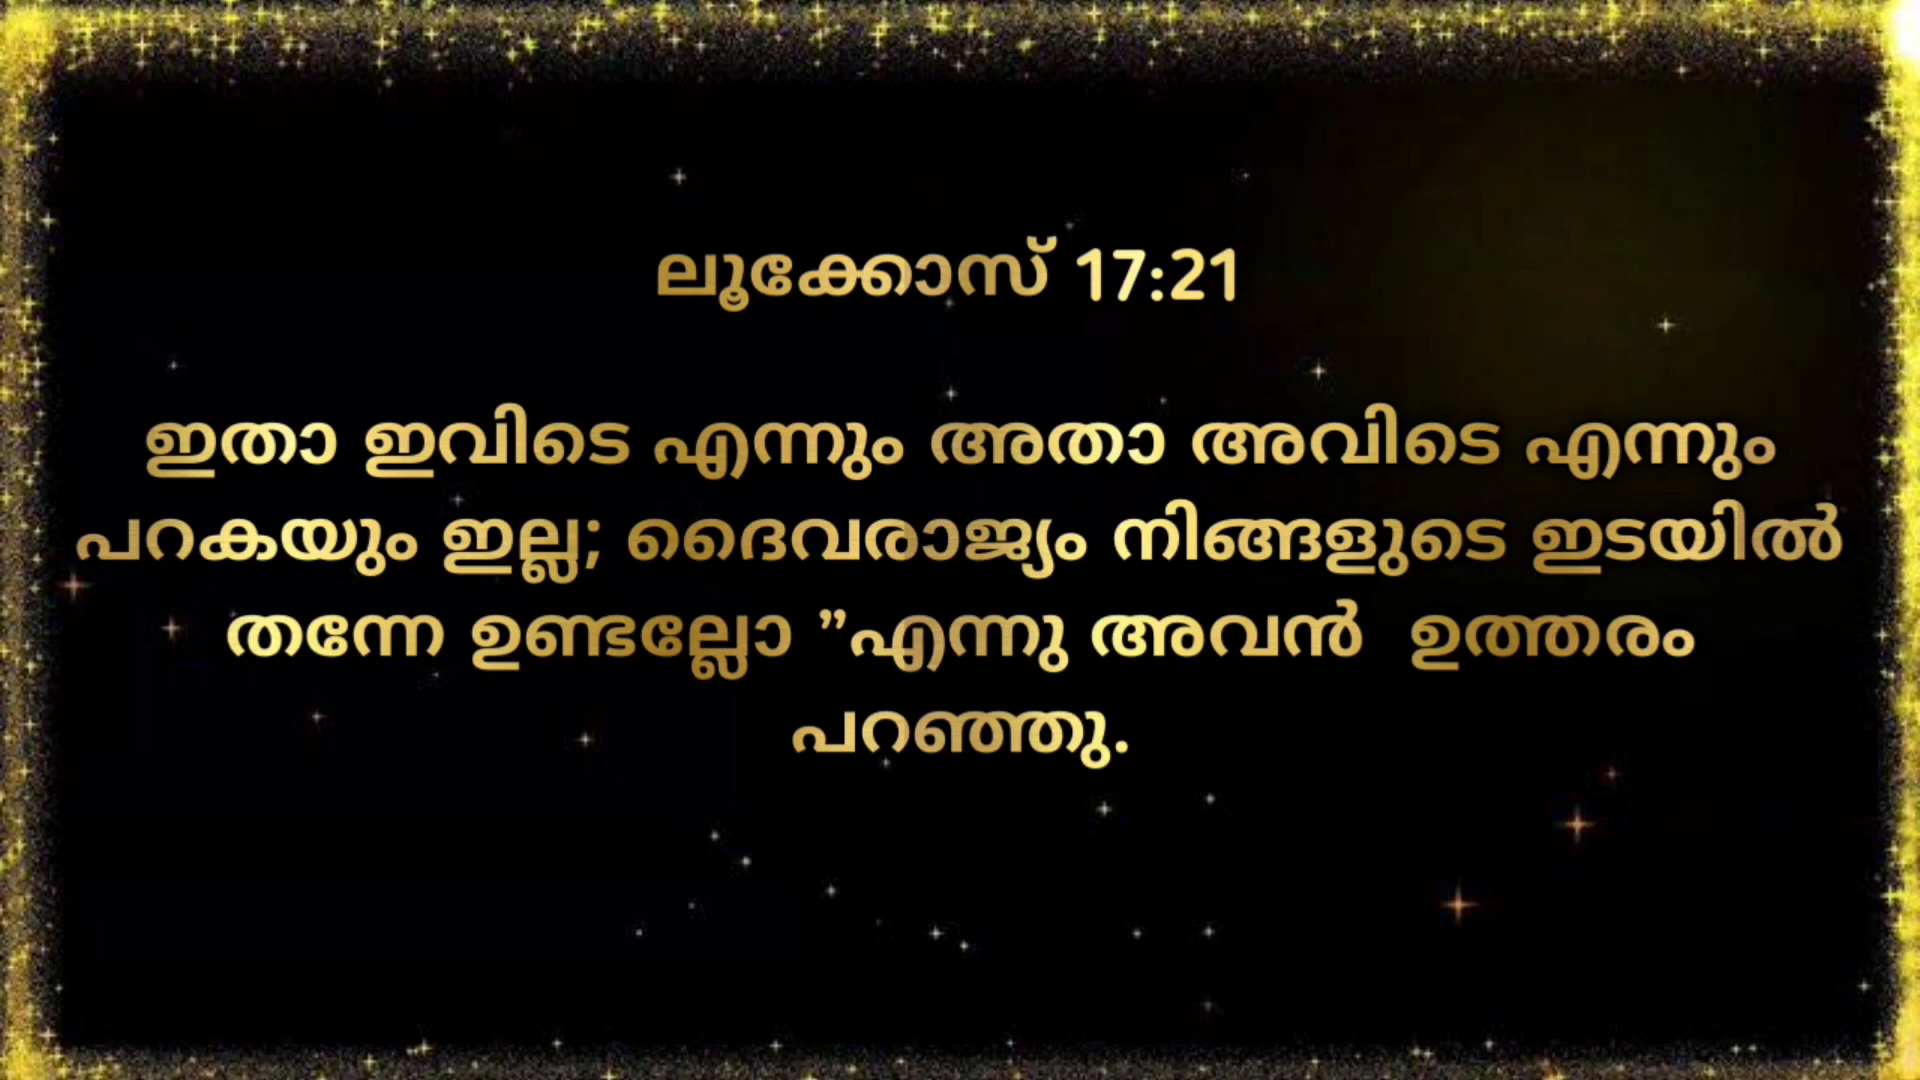 ലൂക്കോസ് 17:21
ഇതാ ഇവിടെ എന്നും അതാ അവിടെ എന്നും
പറകയും ഇല്ല; ദൈവരാജ്യം നിങ്ങളുടെ ഇടയിൽ
തന്നേ ഉണ്ടല്ലോ ”എന്നു അവൻ  ഉത്തരം
പറഞ്ഞു.